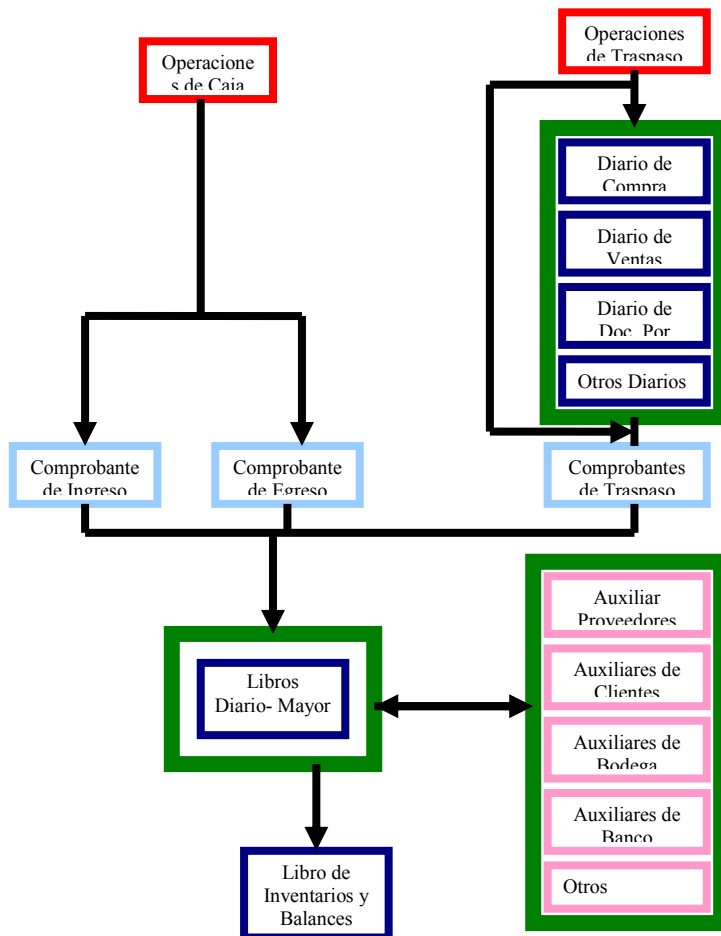 Operacione
s de Caja
Operaciones
de Traspaso
Diario de
Compra
Diario de
Ventas
Diario de
Doc. Por
Otros Diarios
Comprobante
de Ingreso
Comprobante
de Egreso
Comprobantes
de Traspaso
Auxiliar
Proveedores
Auxiliares de
Clientes
Auxiliares de
Bodega
Auxiliares de
Banco
Otros
Libros
Diario- Mayor
Libro de
Inventarios y
Balances